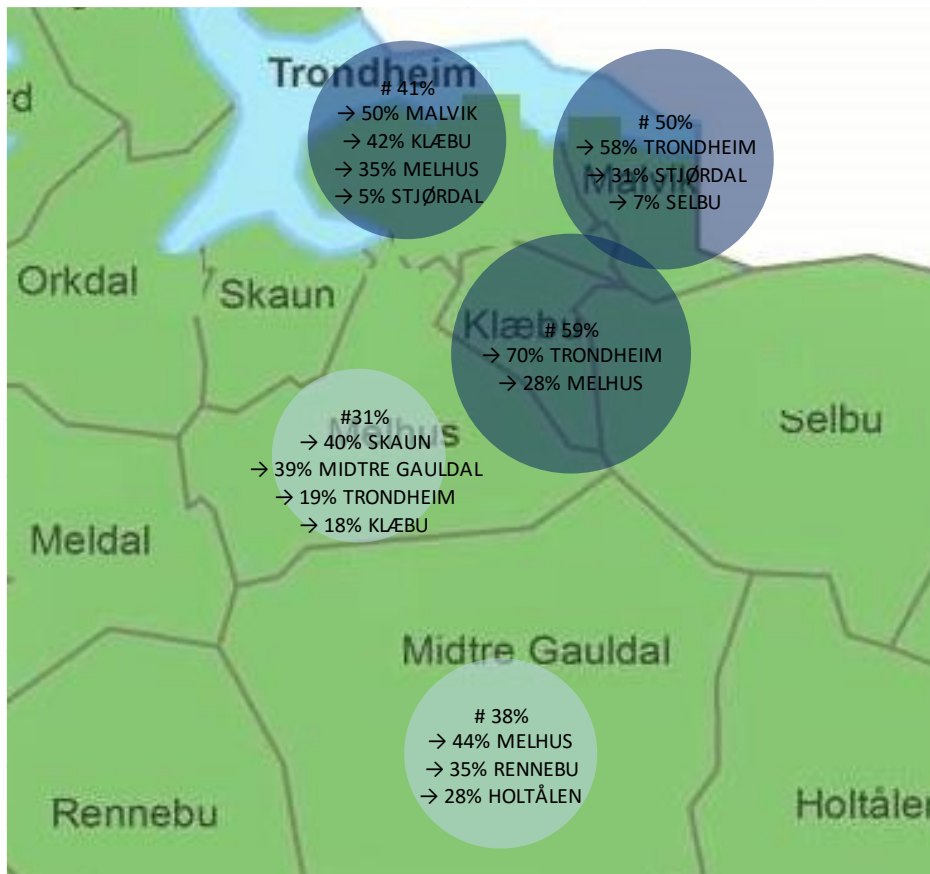 Trondheim
# 41%
→ 50% MALVIK
→ 42% KLÆBU
→ 35% MELHUS
→ 5% STJØRDAL
# 50%
→ 58% TRONDHEIM
→ 31% STJØRDAL
→ 7% SELBU
Malvik
rd
Orkdal
Skaun
Klæbu
# 59%
→ 70% TRONDHEIM
→ 28% MELHUS
Selbu
Melhus
#31%
→ 40% SKAUN
→ 39% MIDTRE GAULDAL
→ 19% TRONDHEIM
→ 18% KLÆBU
Meldal
Midtre Gauldal
# 38%
→ 44% MELHUS
→ 35% RENNEBU
→ 28% HOLTÅLEN
Rennebu
Holtåler